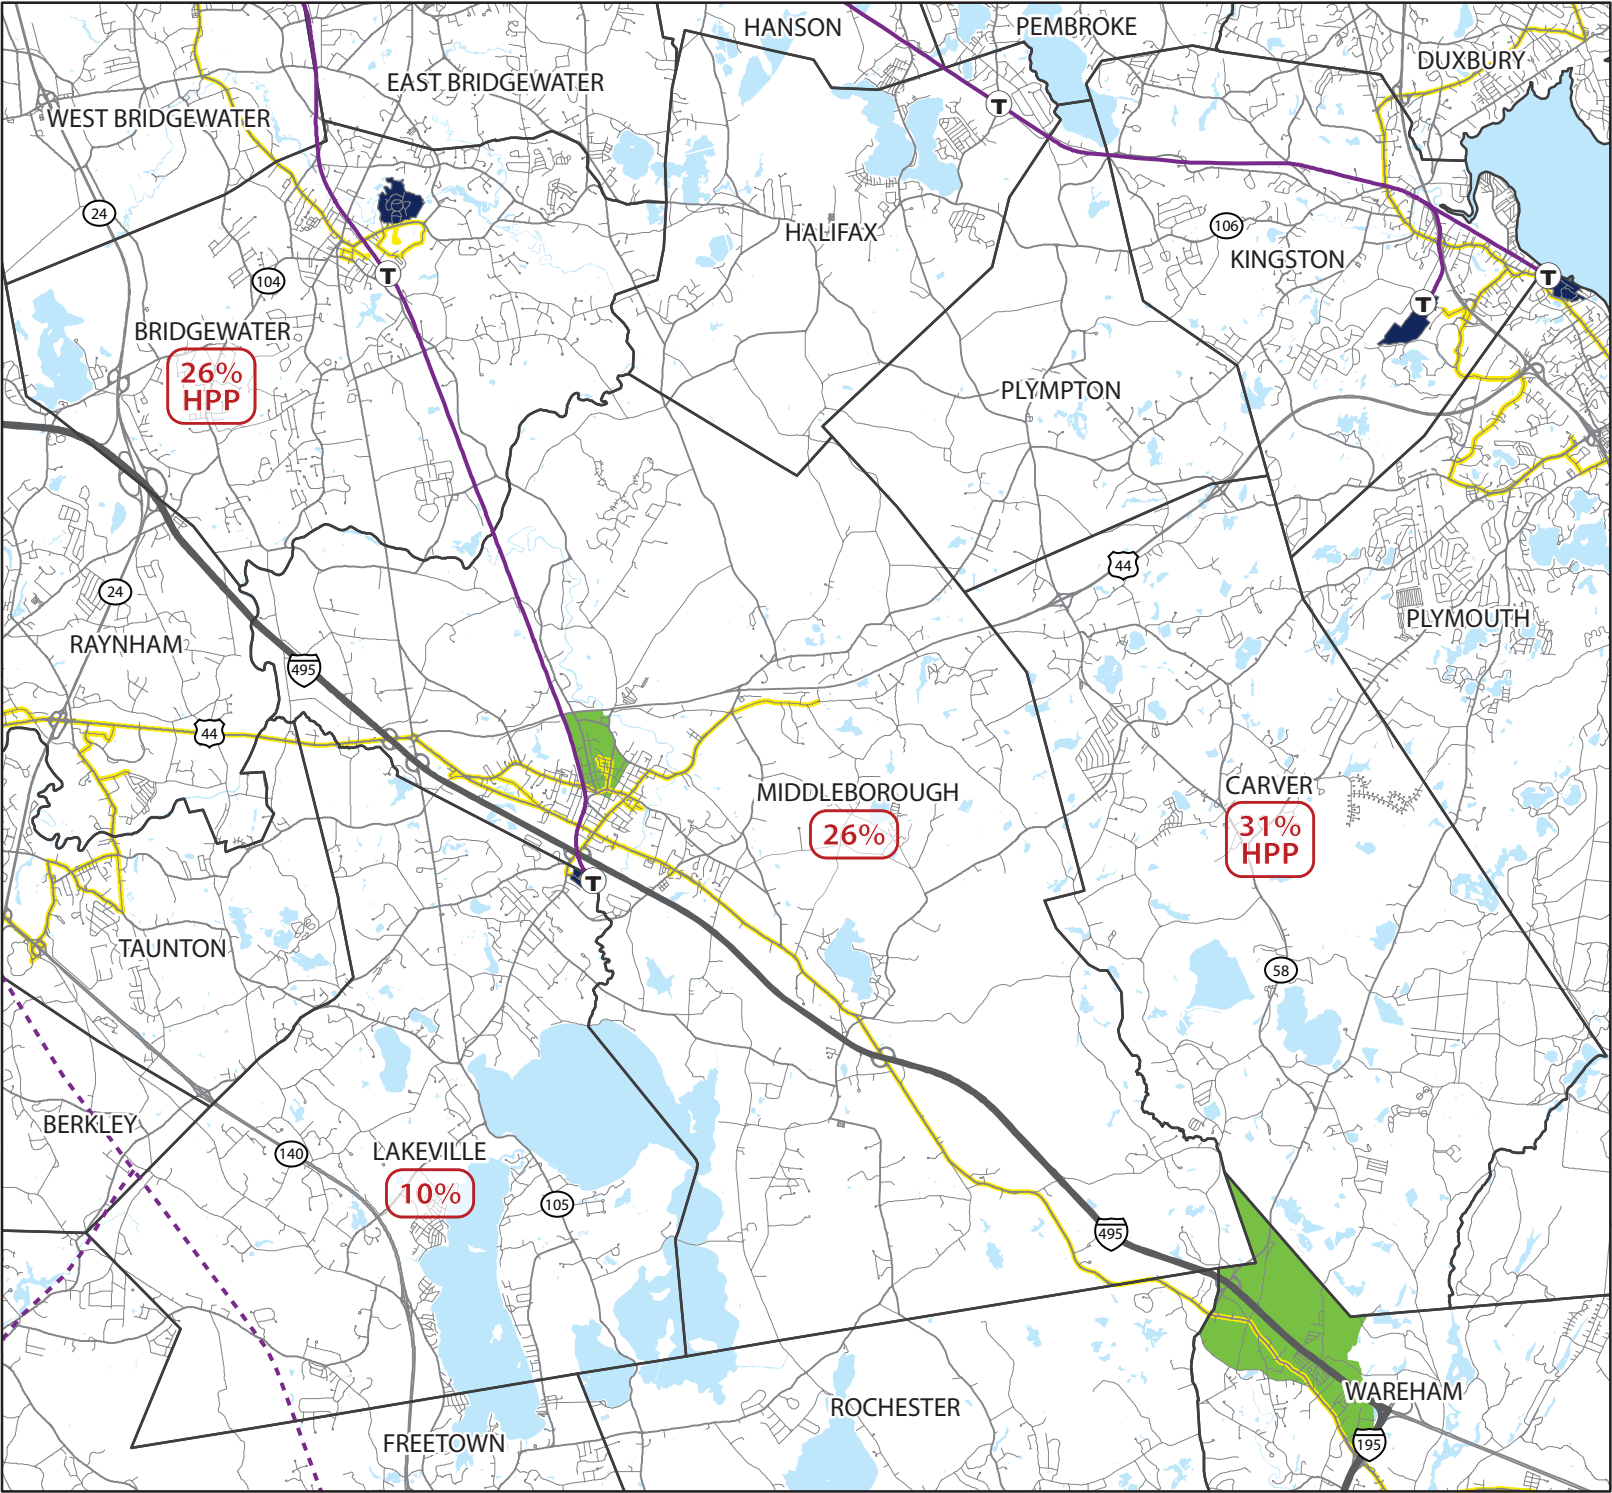 HANSON
PEMBROKE
DUXBURY
EAST BRIDGEWATER
WEST BRIDGEWATER
T
24
106
HALIFAX
KINGSTON
104
T
T
T
BRIDGEWATER
26%
HPP
PLYMPTON
44
24
PLYMOUTH
RAYNHAM
495
44
MIDDLEBOROUGH
26%
CARVER
31%
HPP
T
TAUNTON
58
BERKLEY
140
LAKEVILLE
10%
105
495
WAREHAM
ROCHESTER
FREETOWN
195